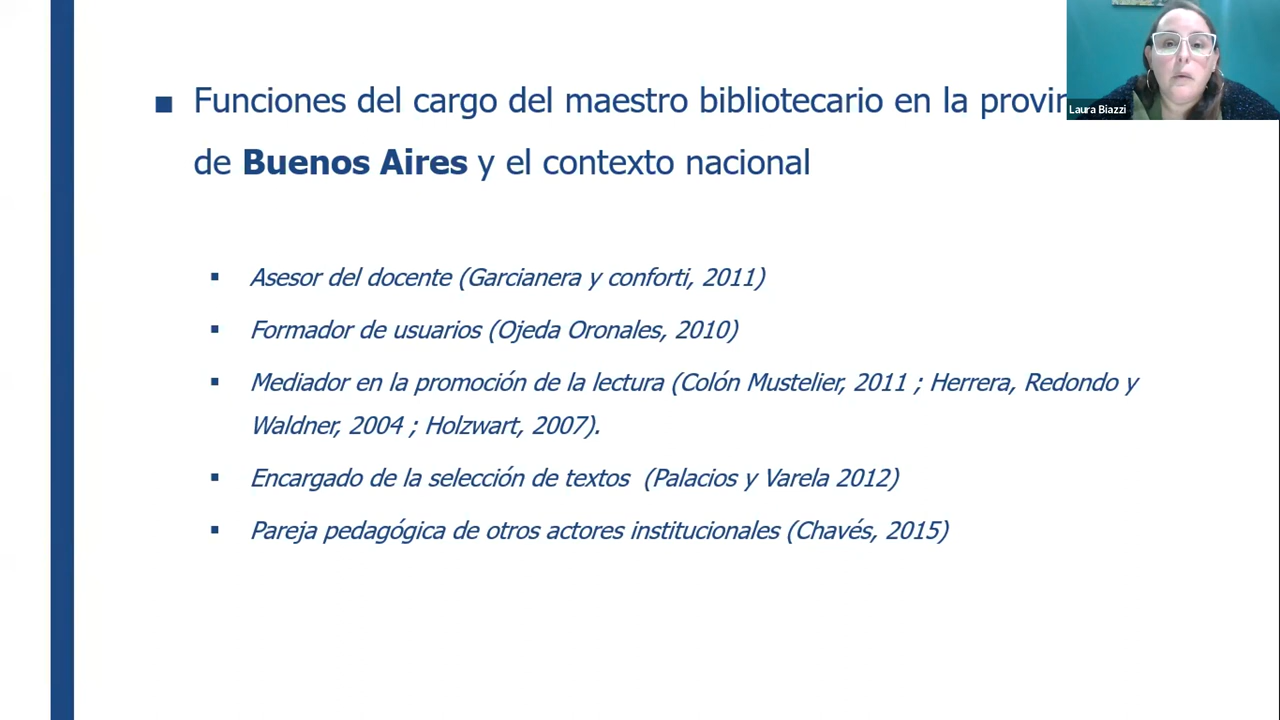 ▪ Funciones del cargo del maestro bibliotecario en la
de Buenos Aires y el contexto nacional
Laura Biazzi
▪ Asesor del docente (Garcianera y conforti, 2011)
▪ Formador de usuarios (Ojeda Oronales, 2010)
▪ Mediador en la promoción de la lectura (Colón Mustelier, 2011 ; Herrera, Redondo y
Waldner, 2004 ; Holzwart, 2007).
▪ Encargado de la selección de textos (Palacios y Varela 2012)
▪ Pareja pedagógica de otros actores institucionales (Chavés, 2015)